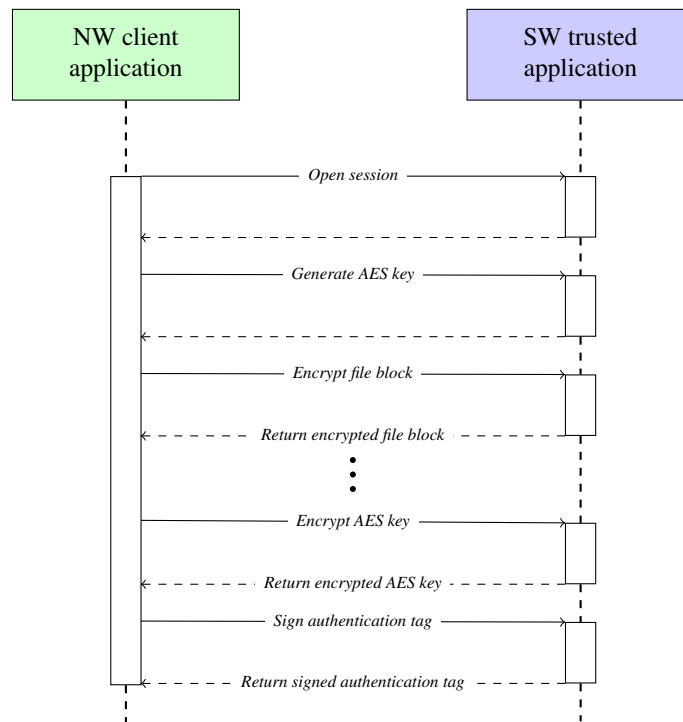 NW client
application
SW trusted
application
Open session
Generate AES key
Encrypt file block
Return encrypted file block
Encrypt AES key
Return encrypted AES key
Sign authentication tag
Return signed authentication tag